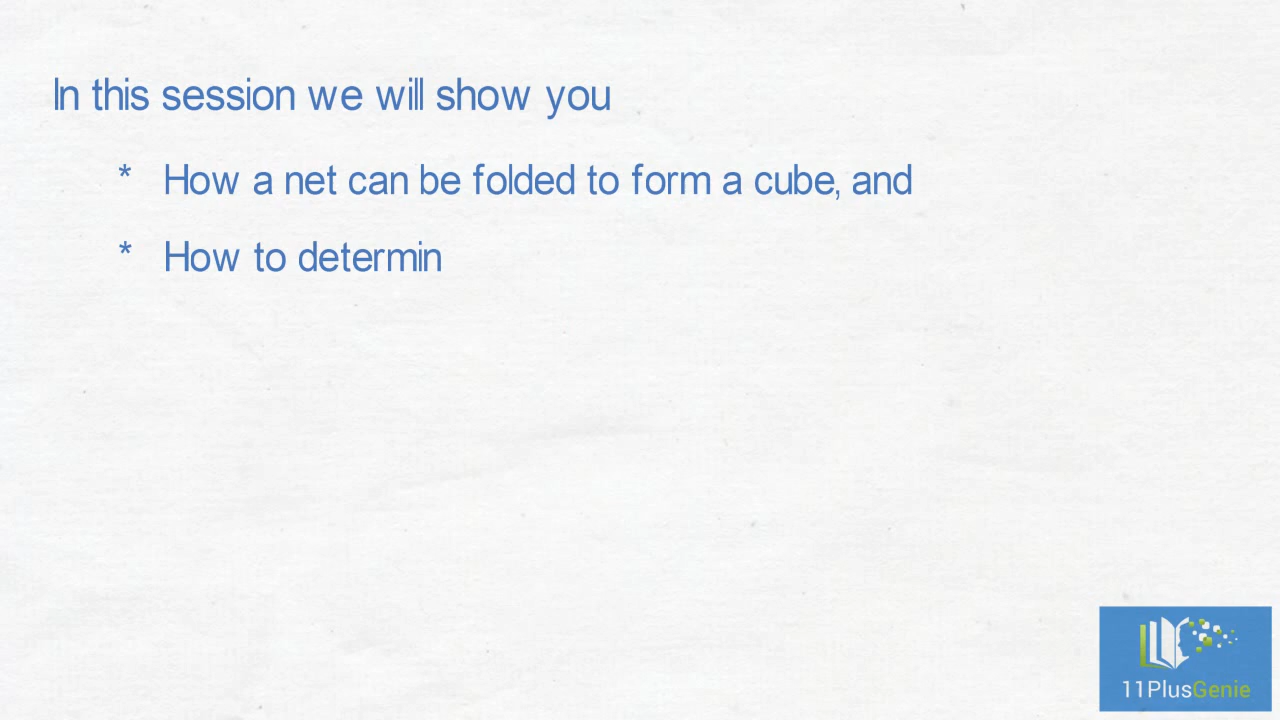 In this session we will show you
* How a net can be folded to form a cube, and
* How to determin
11PlusGenie